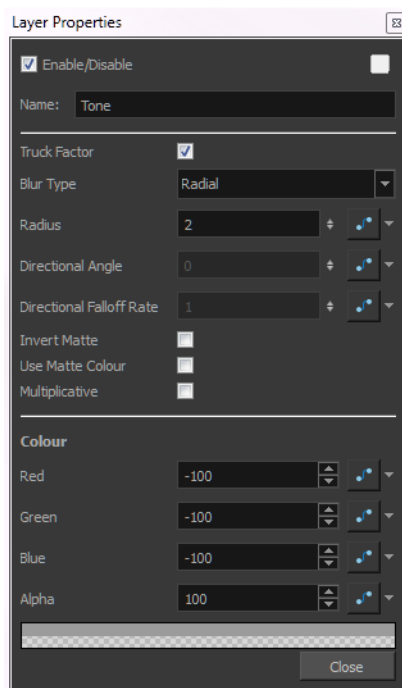 Layer Properties
Enable/Disable
Name: Tone
Truck Factor
Blur Type Radial
Radius 2
Directional Angle 0
Directional Falloff Rate 1
Invert Matte
Use Matte Colour
Multiplicative
Colour
Red -100
Green -100
Blue -100
Alpha 100
Close